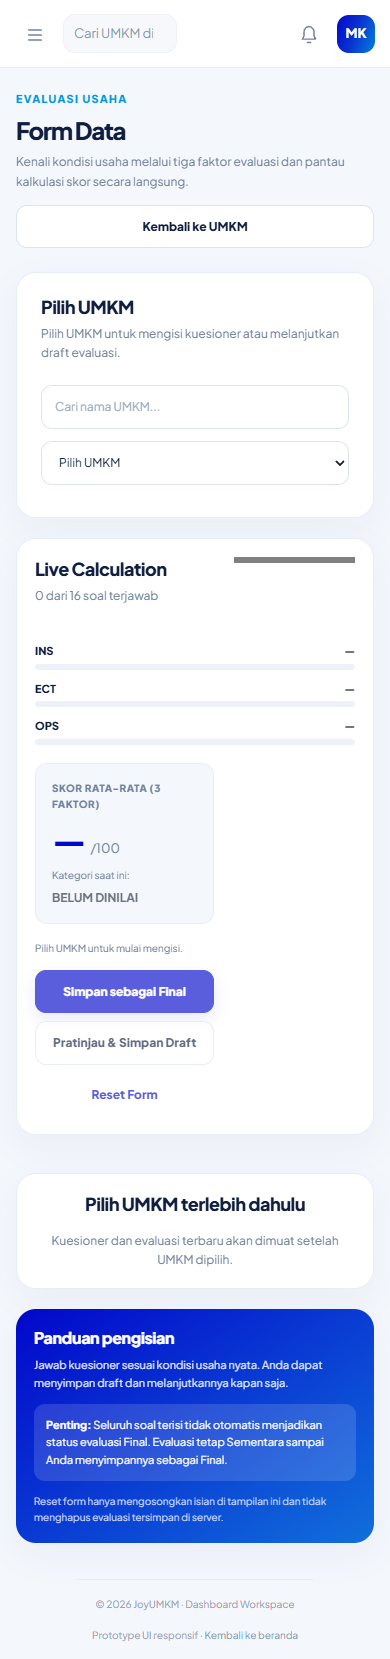 Cari UMKM di
MK
EVALUASI USAHA
Form Data
Kenali kondisi usaha melalui tiga faktor evaluasi dan pantau
kalkulasi skor secara langsung.
Kembali ke UMKM
Pilih UMKM
Pilih UMKM untuk mengisi kuesioner atau melanjutkan
draft evaluasi.
Cari nama UMKM...
Pilih UMKM
Live Calculation
0 dari 16 soal terjawab
INS —
ECT —
OPS —
SKOR RATA-RATA (3
FAKTOR)
— /100
Kategori saat ini:
BELUM DINILAI
Pilih UMKM untuk mulai mengisi.
Simpan sebagai Final
Pratinjau & Simpan Draft
Reset Form
Pilih UMKM terlebih dahulu
Kuesioner dan evaluasi terbaru akan dimuat setelah
UMKM dipilih.
Panduan pengisian
Jawab kuesioner sesuai kondisi usaha nyata. Anda dapat
menyimpan draft dan melanjutkannya kapan saja.
Penting: Seluruh soal terisi tidak otomatis menjadikan
status evaluasi Final. Evaluasi tetap Sementara sampai
Anda menyimpannya sebagai Final.
Reset form hanya mengosongkan isian di tampilan ini dan tidak
menghapus evaluasi tersimpan di server.
© 2026 JoyUMKM · Dashboard Workspace
Prototype UI responsif · Kembali ke beranda